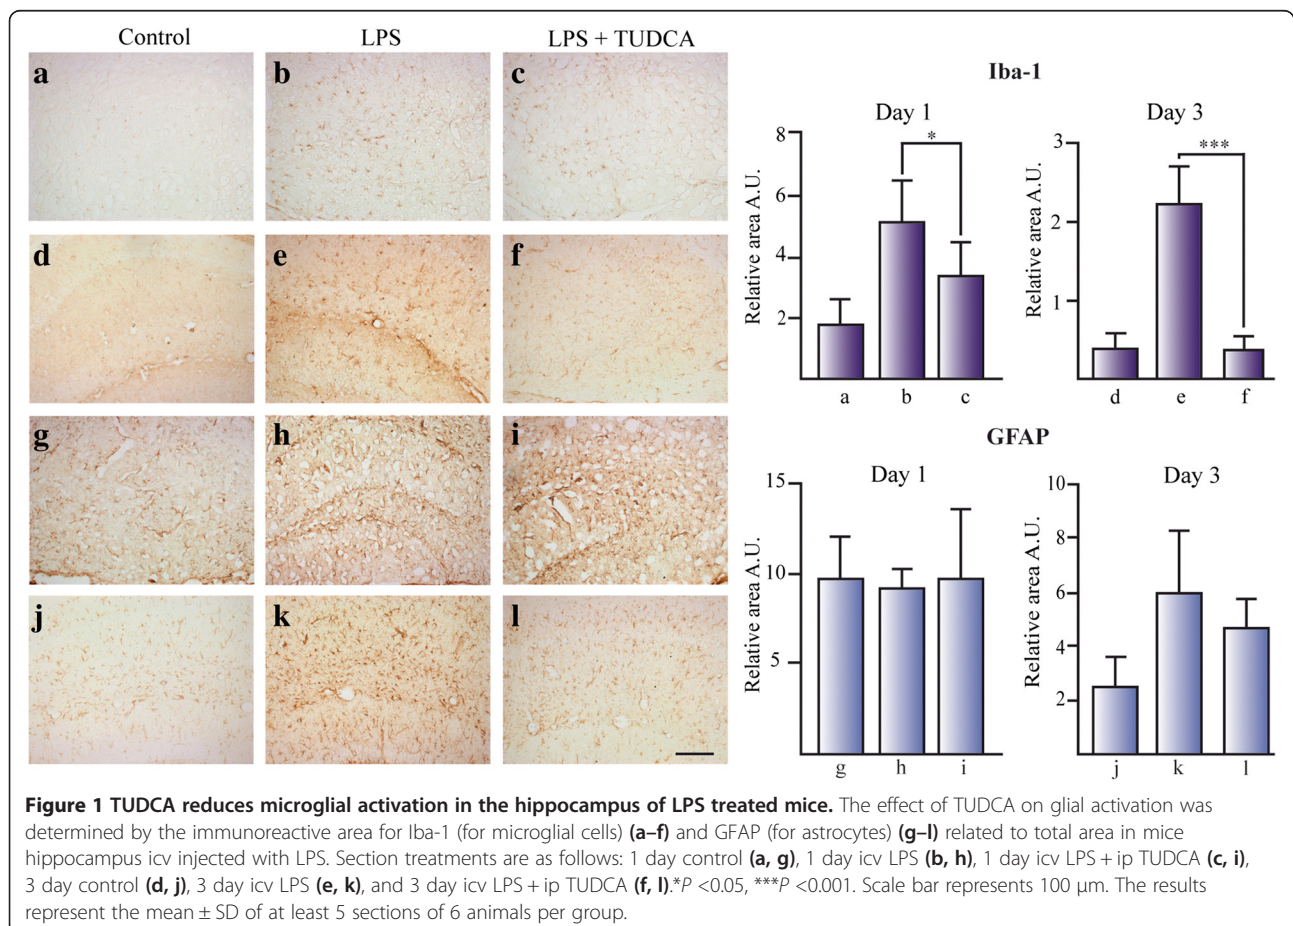 Control
LPS
LPS + TUDCA
a
b
c
d
e
f
g
h
i
j
k
l
Iba-1
Day 1
Relative area A.U.
8
6
4
2
*
a
b
c
Day 3
Relative area A.U.
3
2
1
***
d
e
f
GFAP
Day 1
Relative area A.U.
15
10
5
g
h
i
Day 3
Relative area A.U.
10
8
6
4
2
j
k
l
Figure 1 TUDCA reduces microglial activation in the hippocampus of LPS treated mice. The effect of TUDCA on glial activation was
determined by the immunoreactive area for Iba-1 (for microglial cells) (a–f) and GFAP (for astrocytes) (g–l) related to total area in mice
hippocampus icv injected with LPS. Section treatments are as follows: 1 day control (a, g), 1 day icv LPS (b, h), 1 day icv LPS + ip TUDCA (c, i),
3 day control (d, j), 3 day icv LPS (e, k), and 3 day icv LPS + ip TUDCA (f, l).*P <0.05, ***P <0.001. Scale bar represents 100 μm. The results
represent the mean ± SD of at least 5 sections of 6 animals per group.